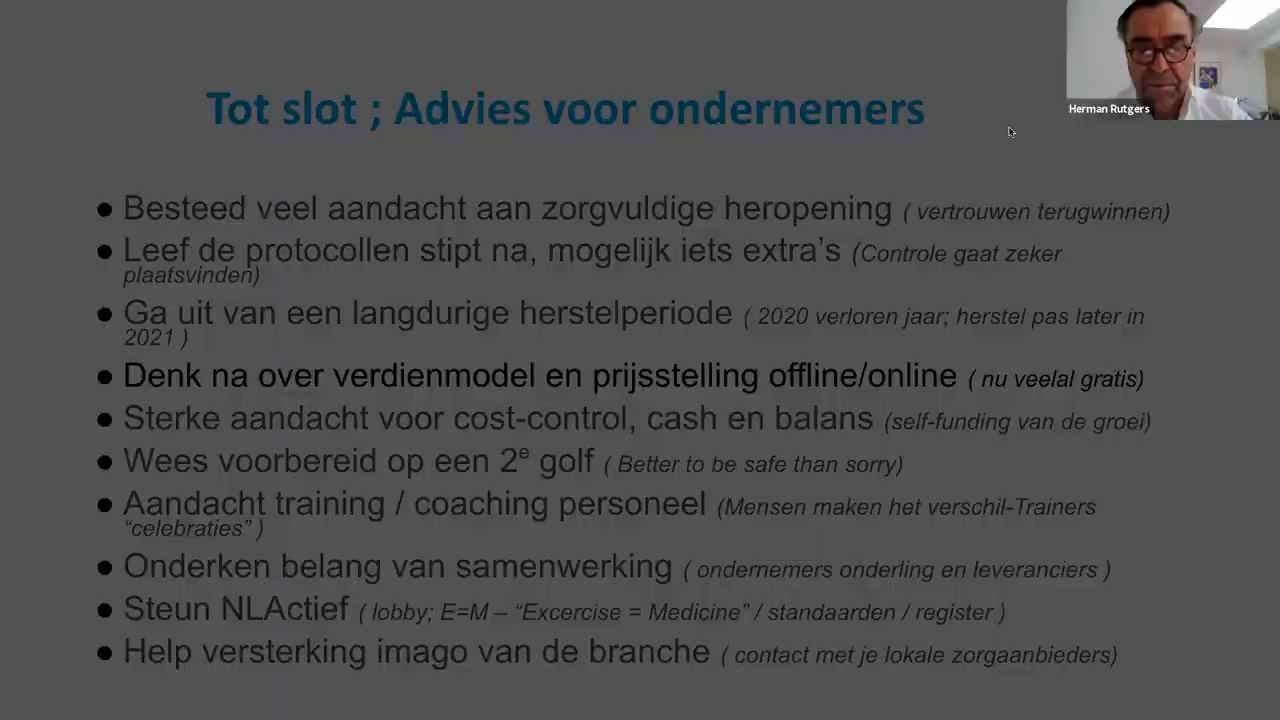 Herman Rutgers
Tot slot ; Advies voor ondernemers
● Besteed veel aandacht aan zorgvuldige heropening ( vertrouwen terugwinnen)
● Leef de protocollen stipt na, mogelijk iets extra’s (Controle gaat zeker
plaatsvinden)
● Ga uit van een langdurige herstelperiode ( 2020 verloren jaar; herstel pas later in
2021 )
● Denk na over verdienmodel en prijsstelling offline/online ( nu veelal gratis)
● Sterke aandacht voor cost-control, cash en balans (self-funding van de groei)
● Wees voorbereid op een 2e golf ( Better to be safe than sorry)
● Aandacht training / coaching personeel (Mensen maken het verschil-Trainers
“celebraties” )
● Onderken belang van samenwerking ( ondernemers onderling en leveranciers )
● Steun NLActief ( lobby; E=M – “Excercise = Medicine” / standaarden / register )
● Help versterking imago van de branche ( contact met je lokale zorgaanbieders)